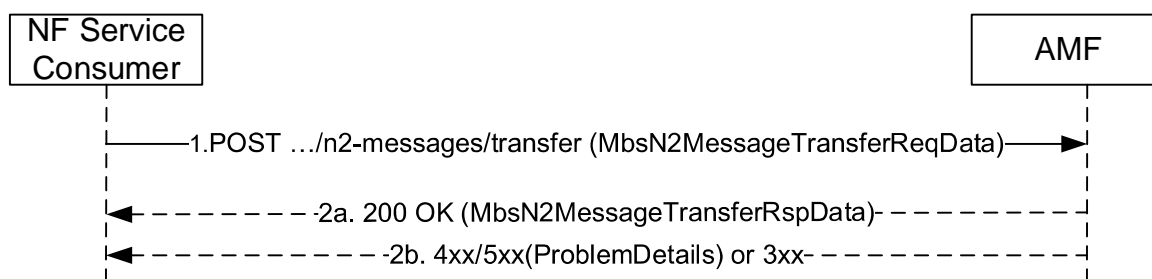 NF Service
Consumer
AMF
1.POST …/n2-messages/transfer (MbsN2MessageTransferReqData)
2a. 200 OK (MbsN2MessageTransferRspData)
2b. 4xx/5xx(ProblemDetails) or 3xx